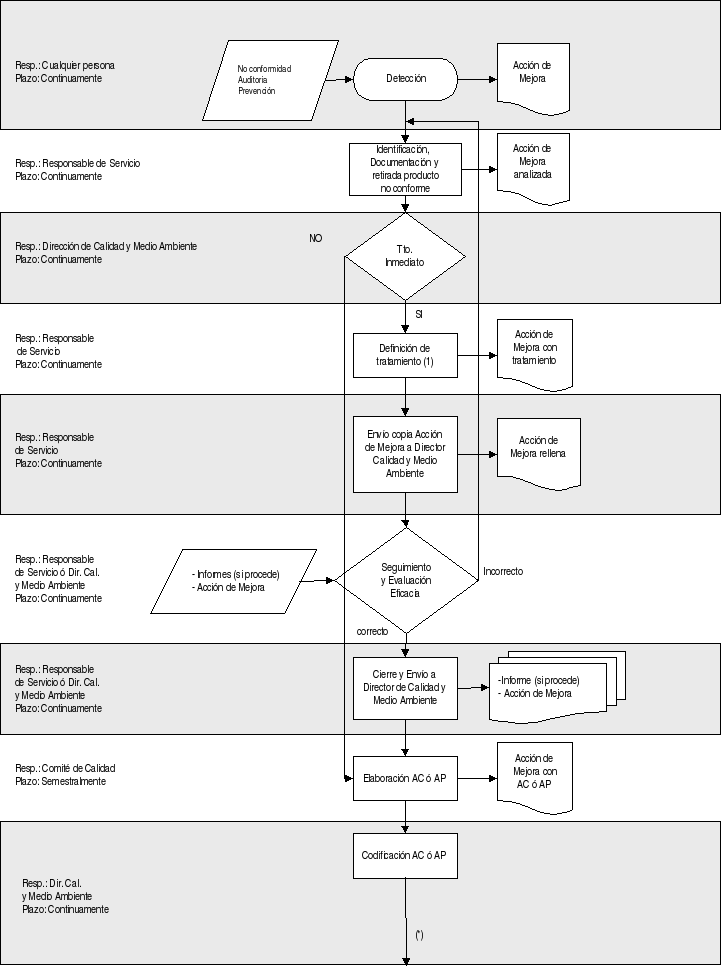 Resp.: Cualquier persona
Plazo: Continuamente
No conformidad
Auditoría
Prevención
Detección
Acción de
Mejora
Resp.: Responsable de Servicio
Plazo: Continuamente
Identificación,
Documentación y
retirada producto
no conforme
Acción de
Mejora
analizada
Resp.: Dirección de Calidad y Medio Ambiente
Plazo: Continuamente
NO
Tto.
Inmediato
SI
Resp.: Responsable
de Servicio
Plazo: Continuamente
Definición de
tratamiento (1)
Acción de
Mejora con
tratamiento
Resp.: Responsable
de Servicio
Plazo: Continuamente
Envío copia Acción
de Mejora a Director
Calidad y Medio
Ambiente
Acción de
Mejora rellena
Resp.: Responsable
de Servicio ó Dir. Cal.
y Medio Ambiente
Plazo: Continuamente
- Informes (si procede)
- Acción de Mejora
Seguimiento
y Evaluación
Eficacia
Incorrecto
correcto
Resp.: Responsable
de Servicio ó Dir. Cal.
y Medio Ambiente
Plazo: Continuamente
Cierre y Envío a
Director de Calidad y
Medio Ambiente
-Informe (si procede)
- Acción de Mejora
Resp.: Comité de Calidad
Plazo: Semestralmente
Elaboración AC ó AP
Acción de
Mejora con
AC ó AP
Codificación AC ó AP
Resp.: Dir. Cal.
y Medio Ambiente
Plazo: Continuamente
(*)